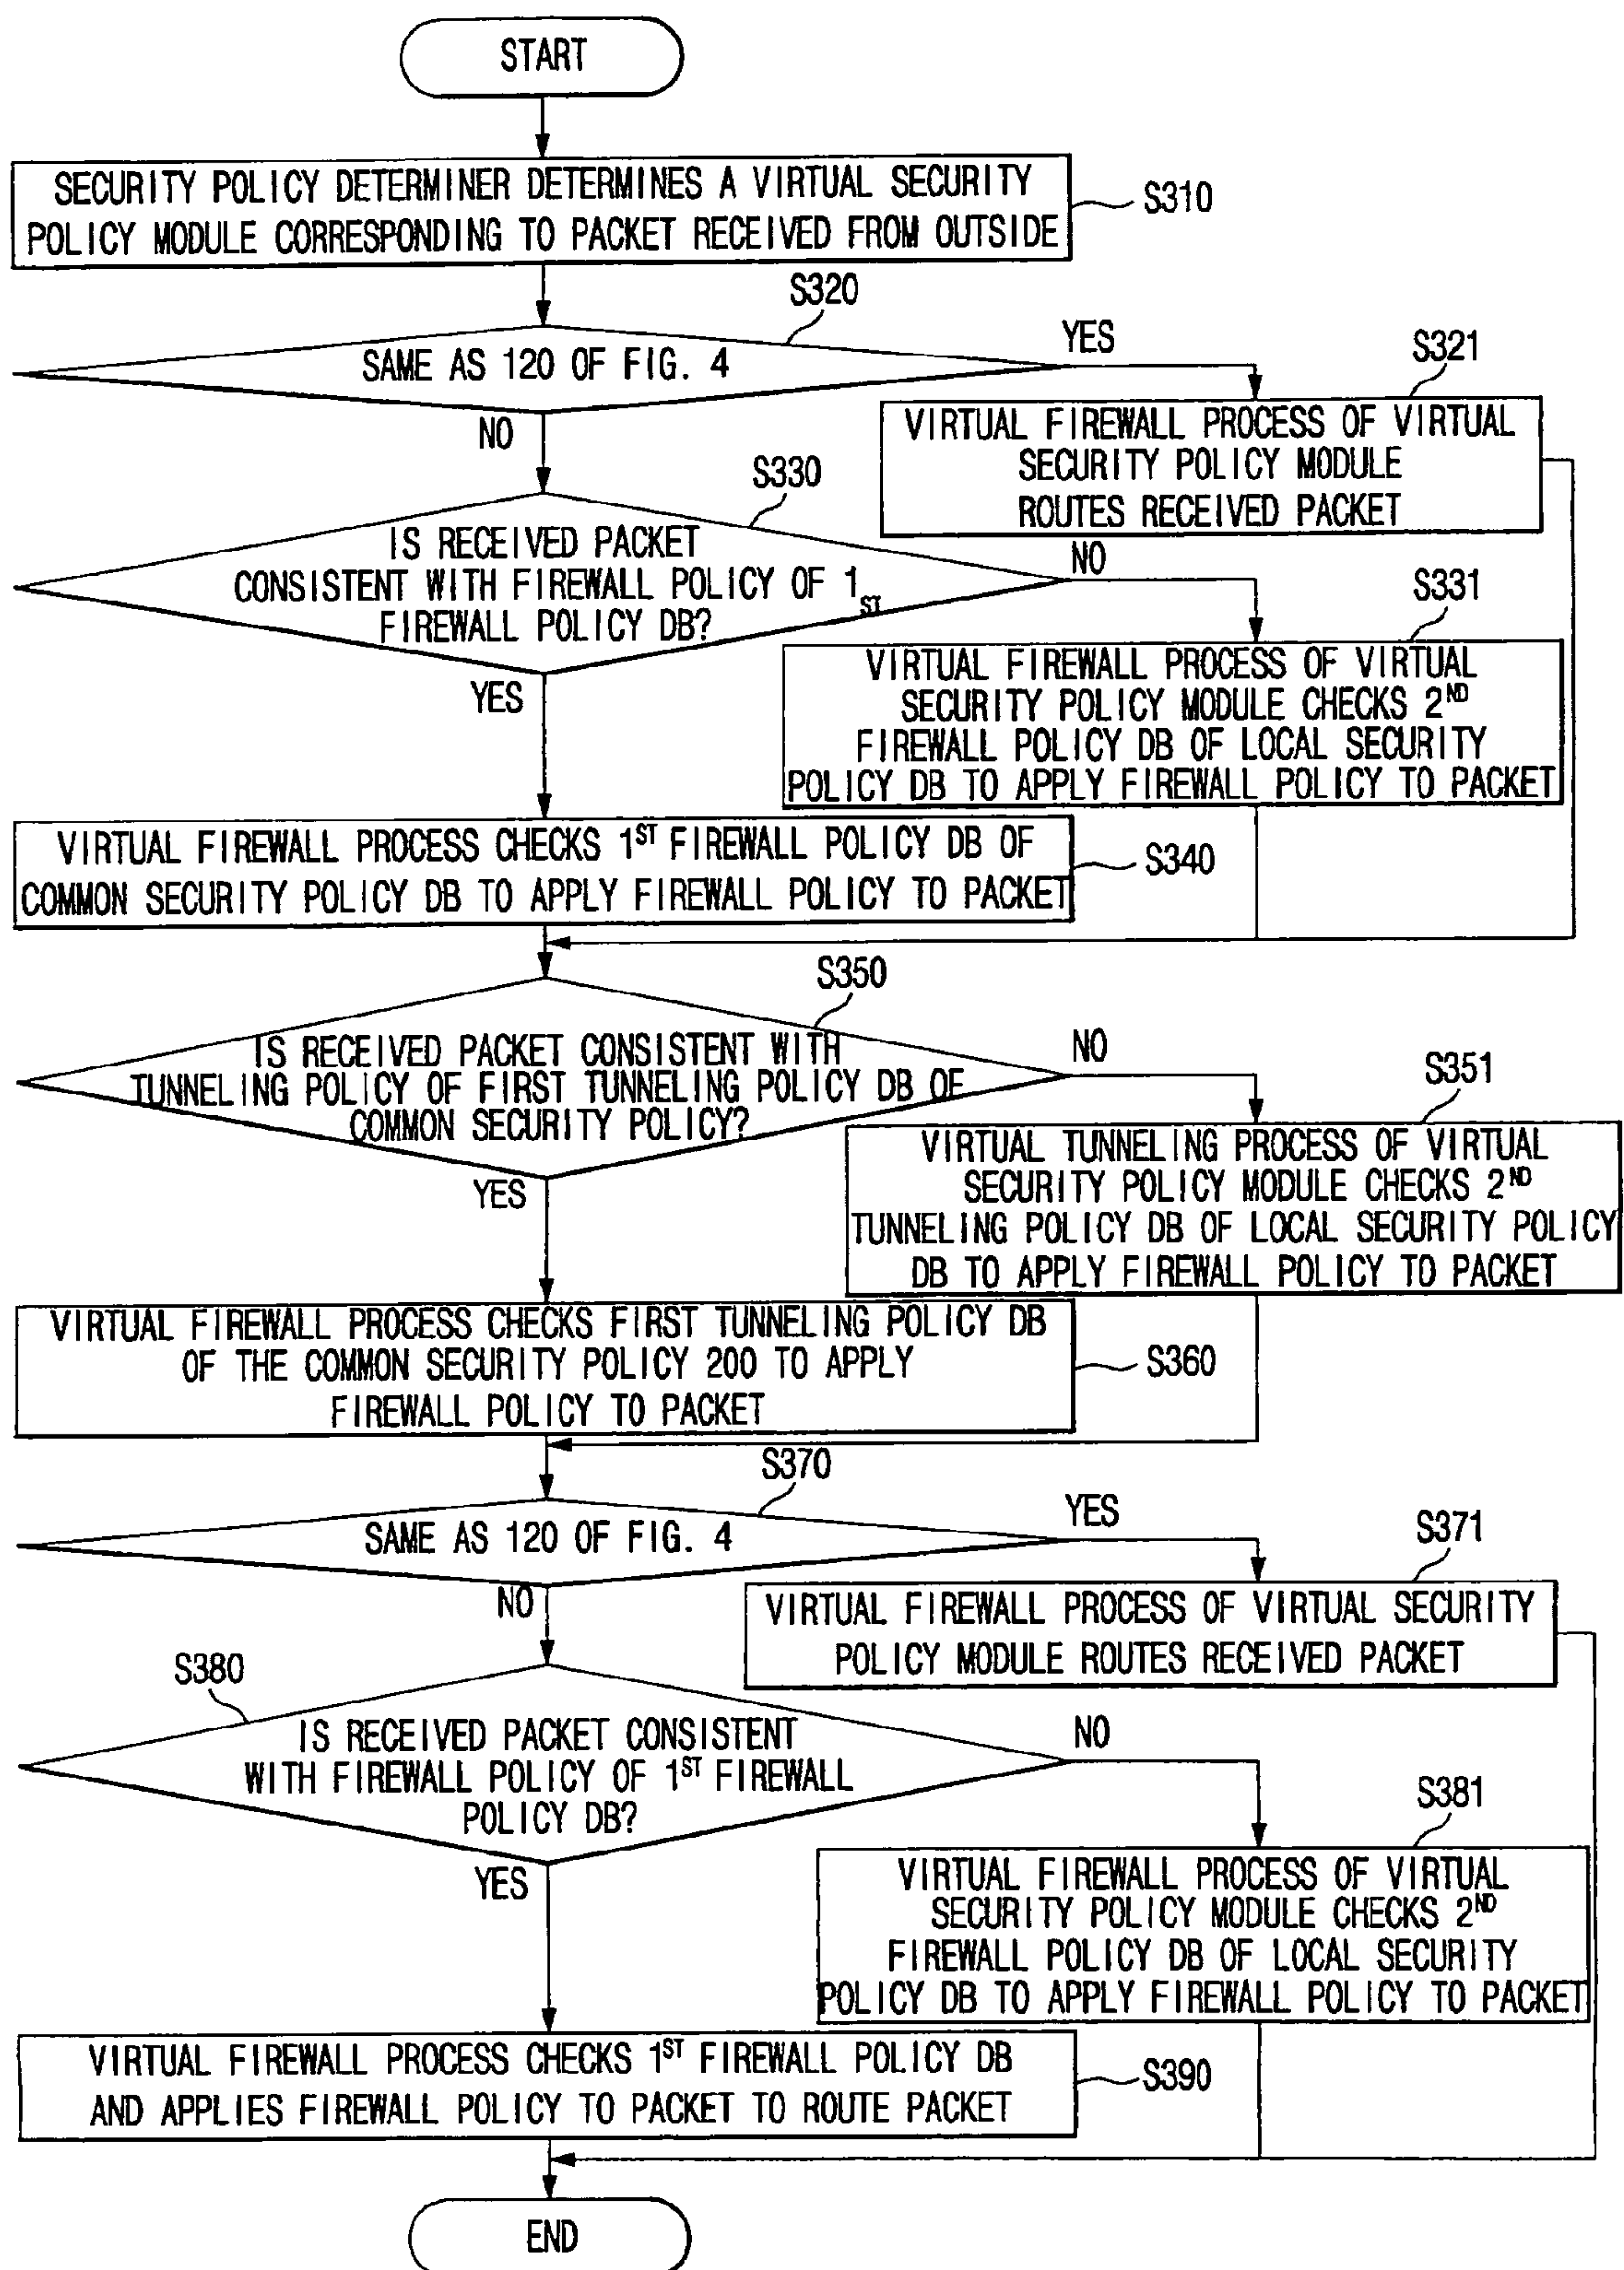 START
SECURITY POLICY DETERMINER DETERMINES A VIRTUAL SECURITY
POLICY MODULE CORRESPONDING TO PACKET RECEIVED FROM OUTSIDE
S310
S320
SAME AS 120 OF FIG. 4
YES
NO
S321
VIRTUAL FIREWALL PROCESS OF VIRTUAL
SECURITY POLICY MODULE
ROUTES RECEIVED PACKET
S330
IS RECEIVED PACKET
CONSISTENT WITH FIREWALL POLICY OF 1ST
FIREWALL POLICY DB?
NO
YES
S331
VIRTUAL FIREWALL PROCESS OF VIRTUAL
SECURITY POLICY MODULE CHECKS 2ND
FIREWALL POLICY DB OF LOCAL SECURITY
POLICY DB TO APPLY FIREWALL POLICY TO PACKET
VIRTUAL FIREWALL PROCESS CHECKS 1ST FIREWALL POLICY DB OF
COMMON SECURITY POLICY DB TO APPLY FIREWALL POLICY TO PACKET
S340
S350
IS RECEIVED PACKET CONSISTENT WITH
TUNNELING POLICY OF FIRST TUNNELING POLICY DB OF
COMMON SECURITY POLICY?
NO
YES
S351
VIRTUAL TUNNELING PROCESS OF VIRTUAL
SECURITY POLICY MODULE CHECKS 2ND
TUNNELING POLICY DB OF LOCAL SECURITY POLICY
DB TO APPLY FIREWALL POLICY TO PACKET
VIRTUAL FIREWALL PROCESS CHECKS FIRST TUNNELING POLICY DB
OF THE COMMON SECURITY POLICY 200 TO APPLY
FIREWALL POLICY TO PACKET
S360
S370
SAME AS 120 OF FIG. 4
YES
NO
S371
VIRTUAL FIREWALL PROCESS OF VIRTUAL SECURITY
POLICY MODULE ROUTES RECEIVED PACKET
S380
IS RECEIVED PACKET CONSISTENT
WITH FIREWALL POLICY OF 1ST FIREWALL
POLICY DB?
NO
YES
S381
VIRTUAL FIREWALL PROCESS OF VIRTUAL
SECURITY POLICY MODULE CHECKS 2ND
FIREWALL POLICY DB OF LOCAL SECURITY
POLICY DB TO APPLY FIREWALL POLICY TO PACKET
VIRTUAL FIREWALL PROCESS CHECKS 1ST FIREWALL POLICY DB
AND APPLIES FIREWALL POLICY TO PACKET TO ROUTE PACKET
S390
END